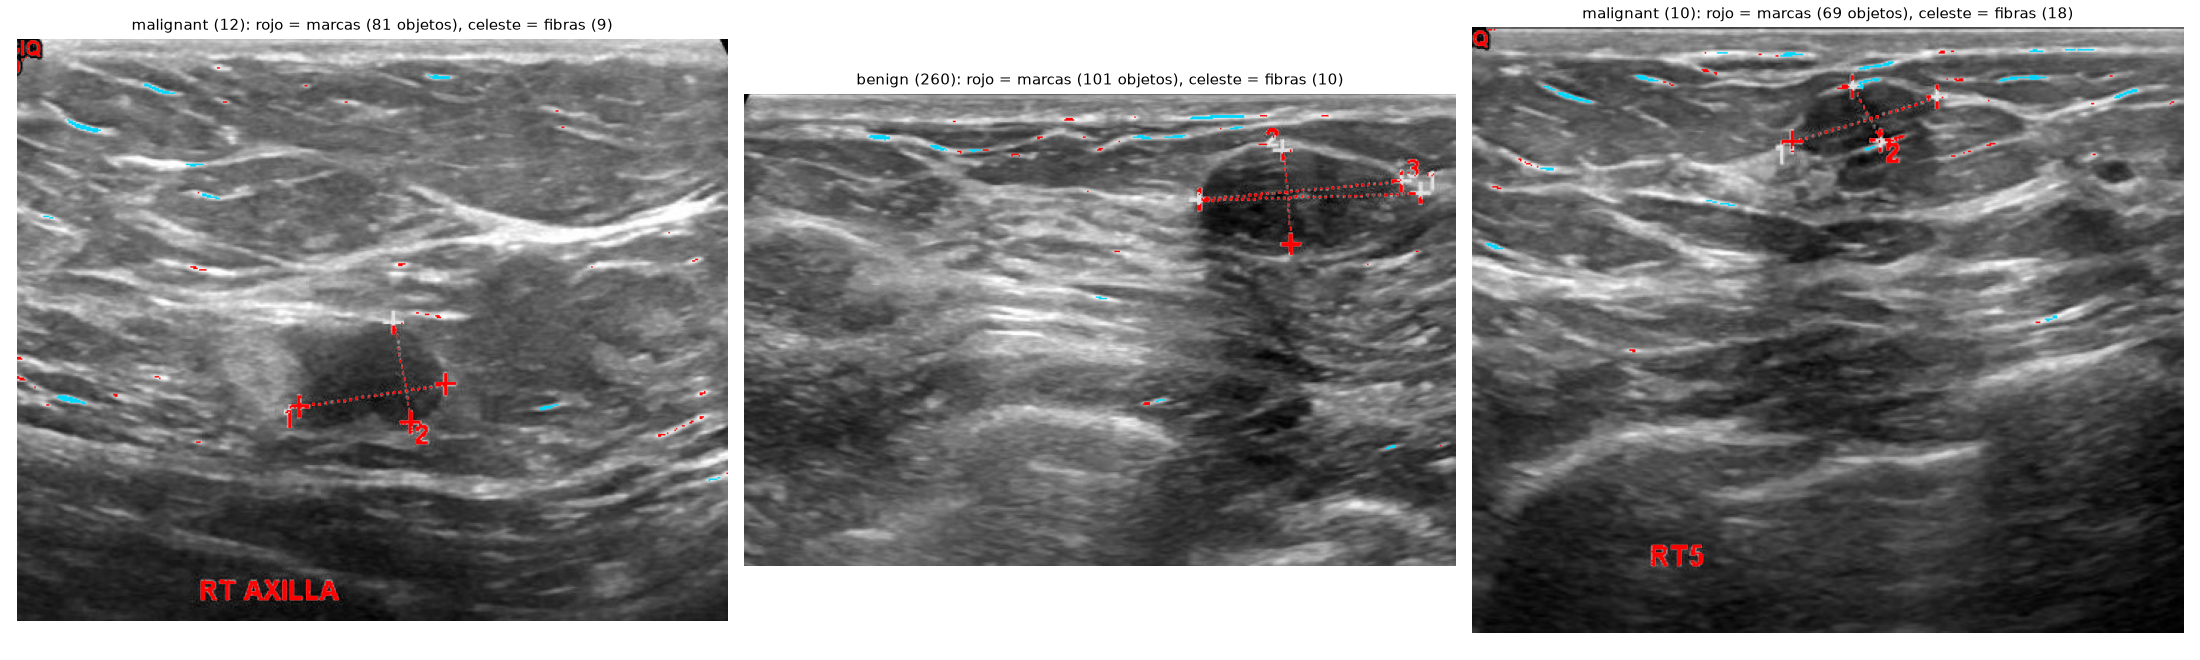 malignant (12): rojo = marcas (81 objetos), celeste = fibras (9)
IQ
1
2
RT AXILLA
benign (260): rojo = marcas (101 objetos), celeste = fibras (10)
2
3
malignant (10): rojo = marcas (69 objetos), celeste = fibras (18)
Q
1
2
RT5